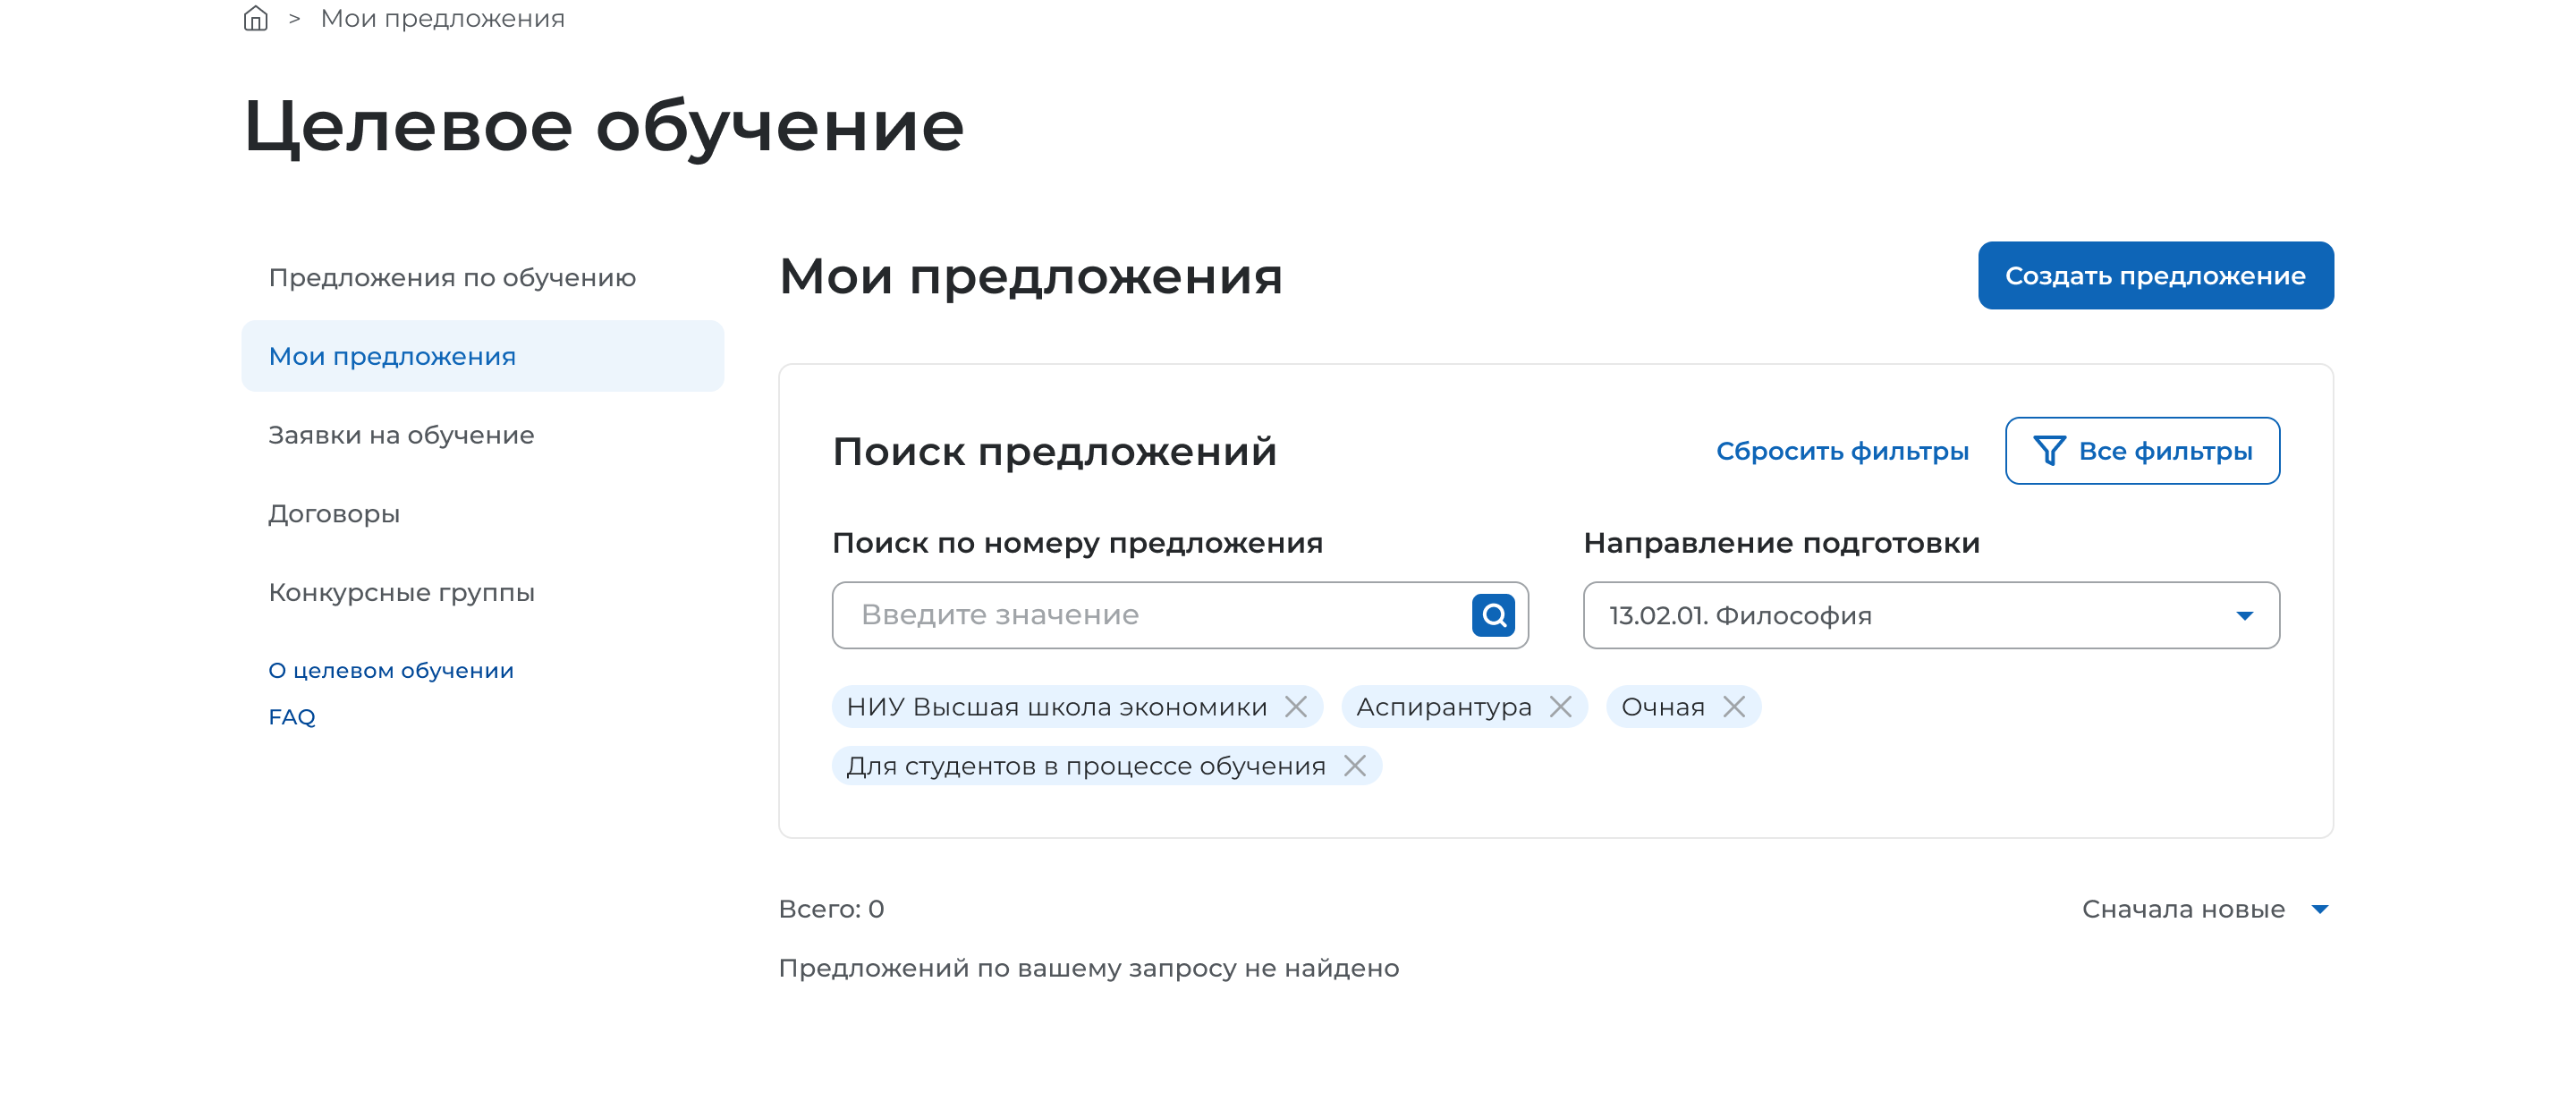 > Мои предложения
Целевое обучение
Предложения по обучению
Мои предложения
Заявки на обучение
Договоры
Конкурсные группы
О целевом обучении
FAQ
Мои предложения
Создать предложение
Поиск предложений
Сбросить фильтры
Все фильтры
Поиск по номеру предложения
Направление подготовки
Введите значение
13.02.01. Философия
НИУ Высшая школа экономики
Аспирантура
Очная
Для студентов в процессе обучения
Всего: 0
Сначала новые
Предложений по вашему запросу не найдено